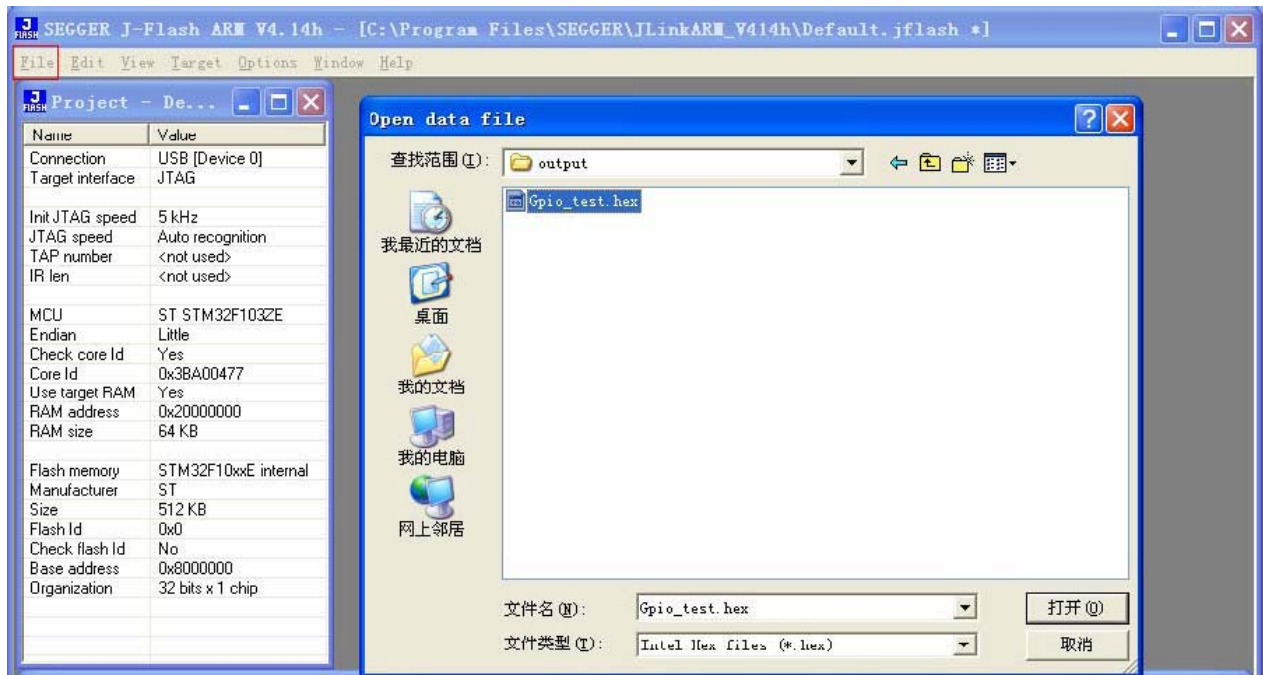 SEGGER J-Flash ARM V4.14h - [C:\Program Files\SEGGER\JLinkARM_V414h\Default.jflash *]
File Edit View Target Options Window Help
Project - De...
Name Value
Connection USB [Device 0]
Target interface JTAG
Init JTAG speed 5 kHz
JTAG speed Auto recognition
TAP number <not used>
IR len <not used>
MCU ST STM32F103ZE
Endian Little
Check core Id Yes
Core Id 0x3BA00477
Use target RAM Yes
RAM address 0x20000000
RAM size 64 KB
Flash memory STM32F10xxE internal
Manufacturer ST
Size 512 KB
Flash Id 0x0
Check flash Id No
Base address 0x8000000
Organization 32 bits x 1 chip
Open data file
查找范围(I): output
Gpio_test.hex
我最近的文档
桌面
我的文档
我的电脑
网上邻居
文件名(N): Gpio_test.hex 打开(O)
文件类型(T): Intel Hex files (*.hex) 取消